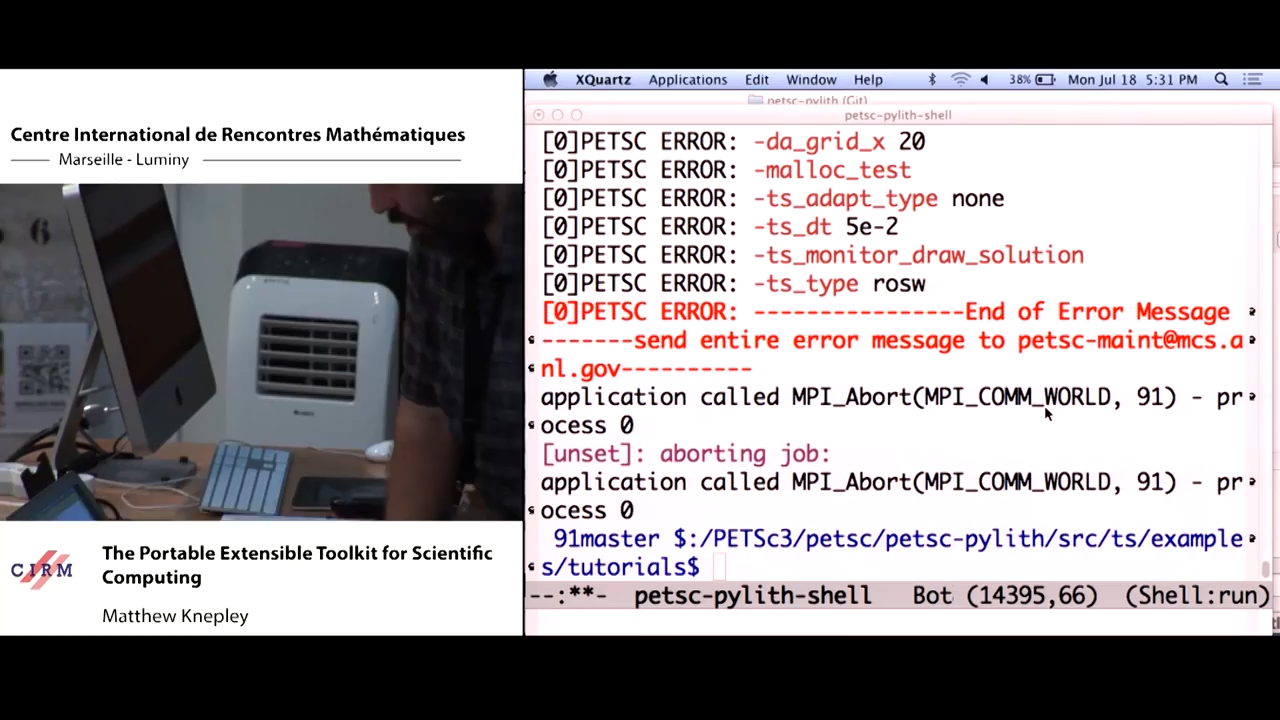 Centre International de Rencontres Mathématiques
Marseille - Luminy
CIRM
The Portable Extensible Toolkit for Scientific
Computing
Matthew Knepley
XQuartz Applications Edit Window Help 38% Mon Jul 18 5:31 PM
petsc-pylith (Git)
petsc-pylith-shell
[0]PETSC ERROR: -da_grid_x 20
[0]PETSC ERROR: -malloc_test
[0]PETSC ERROR: -ts_adapt_type none
[0]PETSC ERROR: -ts_dt 5e-2
[0]PETSC ERROR: -ts_monitor_draw_solution
[0]PETSC ERROR: -ts_type rosw
[0]PETSC ERROR: ----------------End of Error Message
-------send entire error message to petsc-maint@mcs.a
nl.gov----------
application called MPI_Abort(MPI_COMM_WORLD, 91) - pr
ocess 0
[unset]: aborting job:
application called MPI_Abort(MPI_COMM_WORLD, 91) - pr
ocess 0
91master $:/PETSc3/petsc/petsc-pylith/src/ts/example
s/tutorials$
--:**- petsc-pylith-shell Bot (14395,66) (Shell:run)